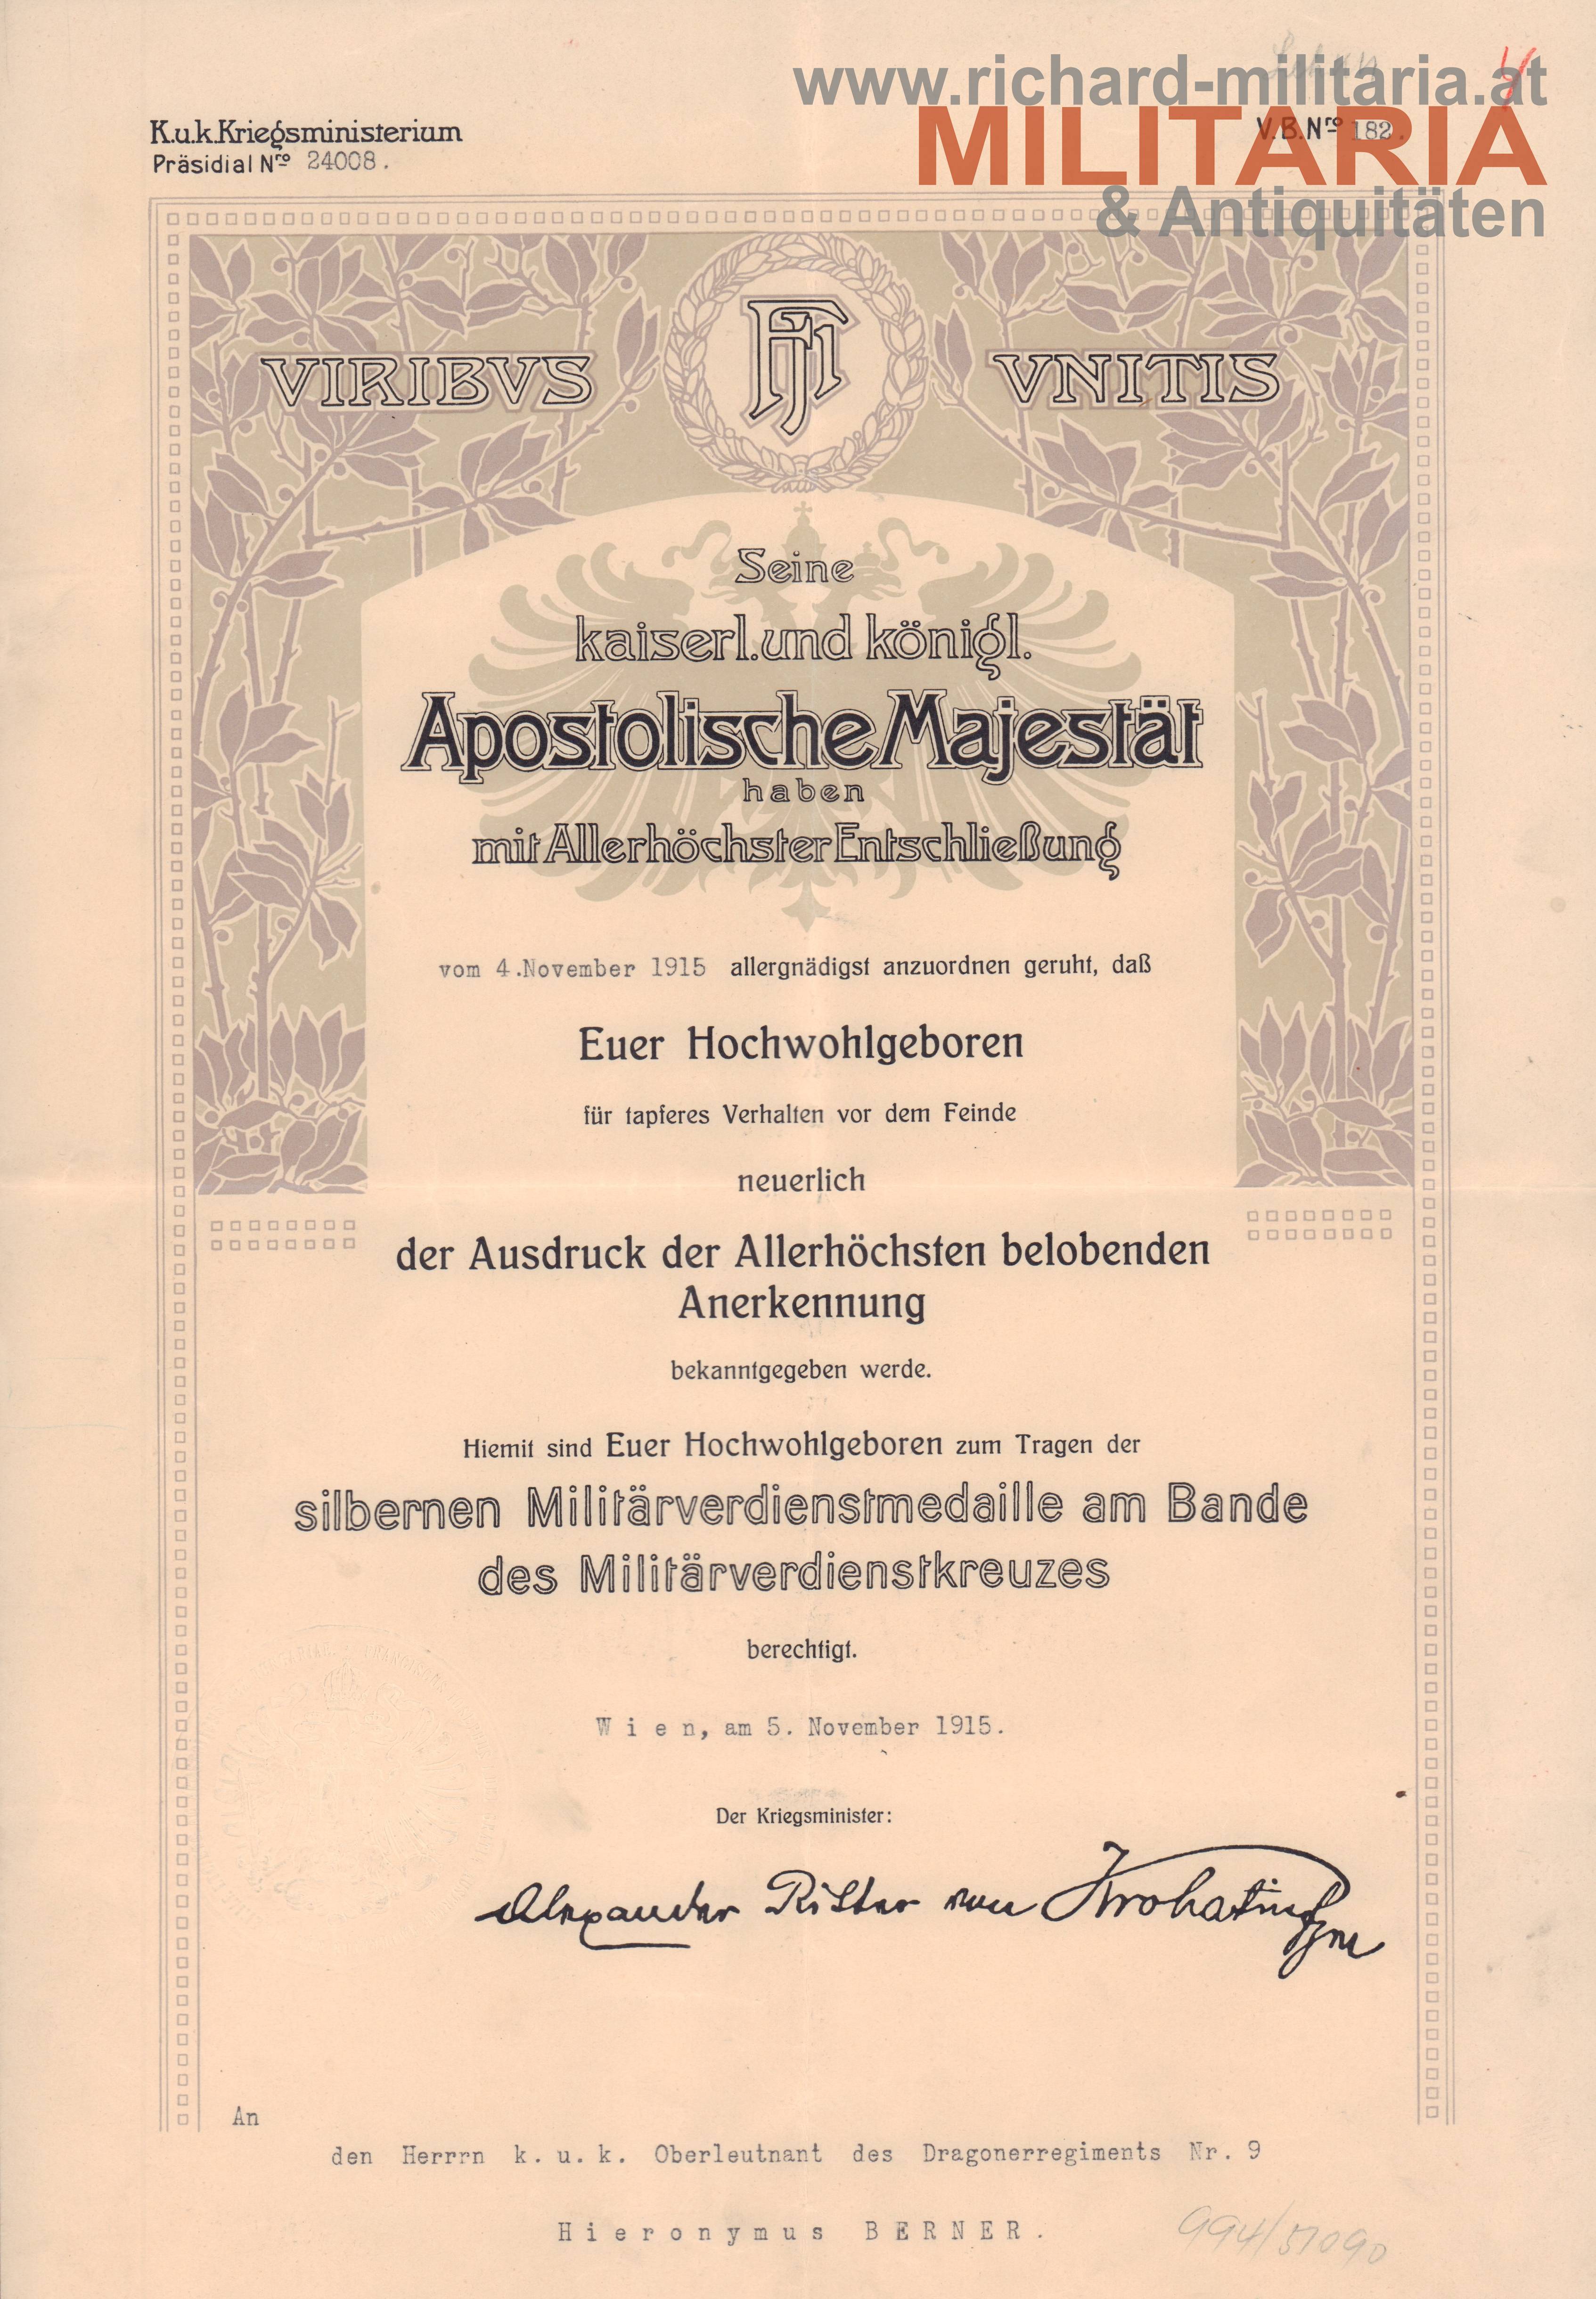 www.richard-militaria.at
MILITARIA
& Antiquitäten
K.u.k. Kriegsministerium
Präsidial Nro 24008.
V.B. Nro 182.
VIRIBVS FJI VNITIS
Seine
kaiserl. und königl.
Apostolische Majestät
haben
mit Allerhöchster Entschließung
vom 4. November 1915 allergnädigst anzuordnen geruht, daß
Euer Hochwohlgeboren
für tapferes Verhalten vor dem Feinde
neuerlich
der Ausdruck der Allerhöchsten belobenden
Anerkennung
bekanntgegeben werde.
Hiemit sind Euer Hochwohlgeboren zum Tragen der
silbernen Militärverdienstmedaille am Bande
des Militärverdienstkreuzes
berechtigt.
Wien, am 5. November 1915.
Der Kriegsminister:
Alexander Ritter von Krobatin
An
den Herrrn k. u. k. Oberleutnant des Dragonerregiments Nr. 9
Hieronymus BERNER.
994/51090